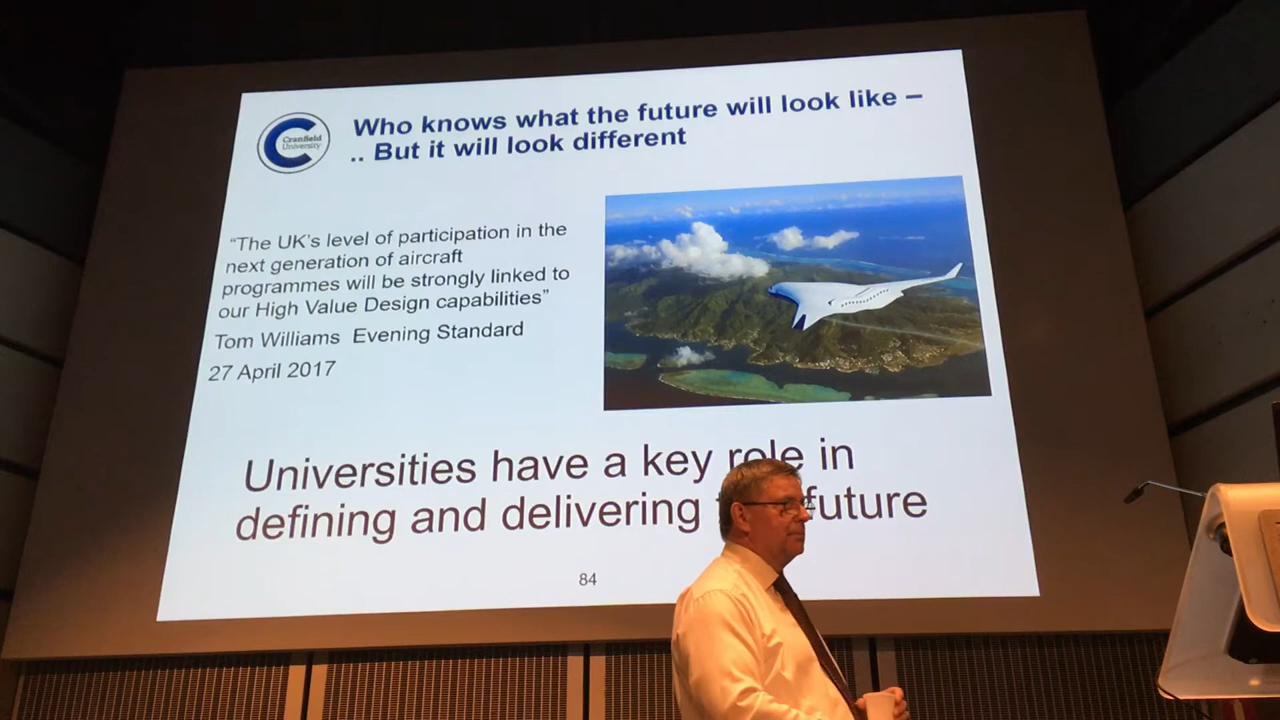 Cranfield
University
Who knows what the future will look like –
.. But it will look different
“The UK’s level of participation in the
next generation of aircraft
programmes will be strongly linked to
our High Value Design capabilities”
Tom Williams Evening Standard
27 April 2017
Universities have a key role in
defining and delivering future
84